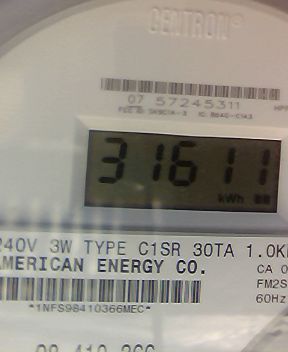 CENTRON®
07 57245311
31611
kWh
240V 3W TYPE C1SR 30TA 1.0K
AMERICAN ENERGY CO.
CA 0
FM2S
60Hz
*1NFS98410366MEC*